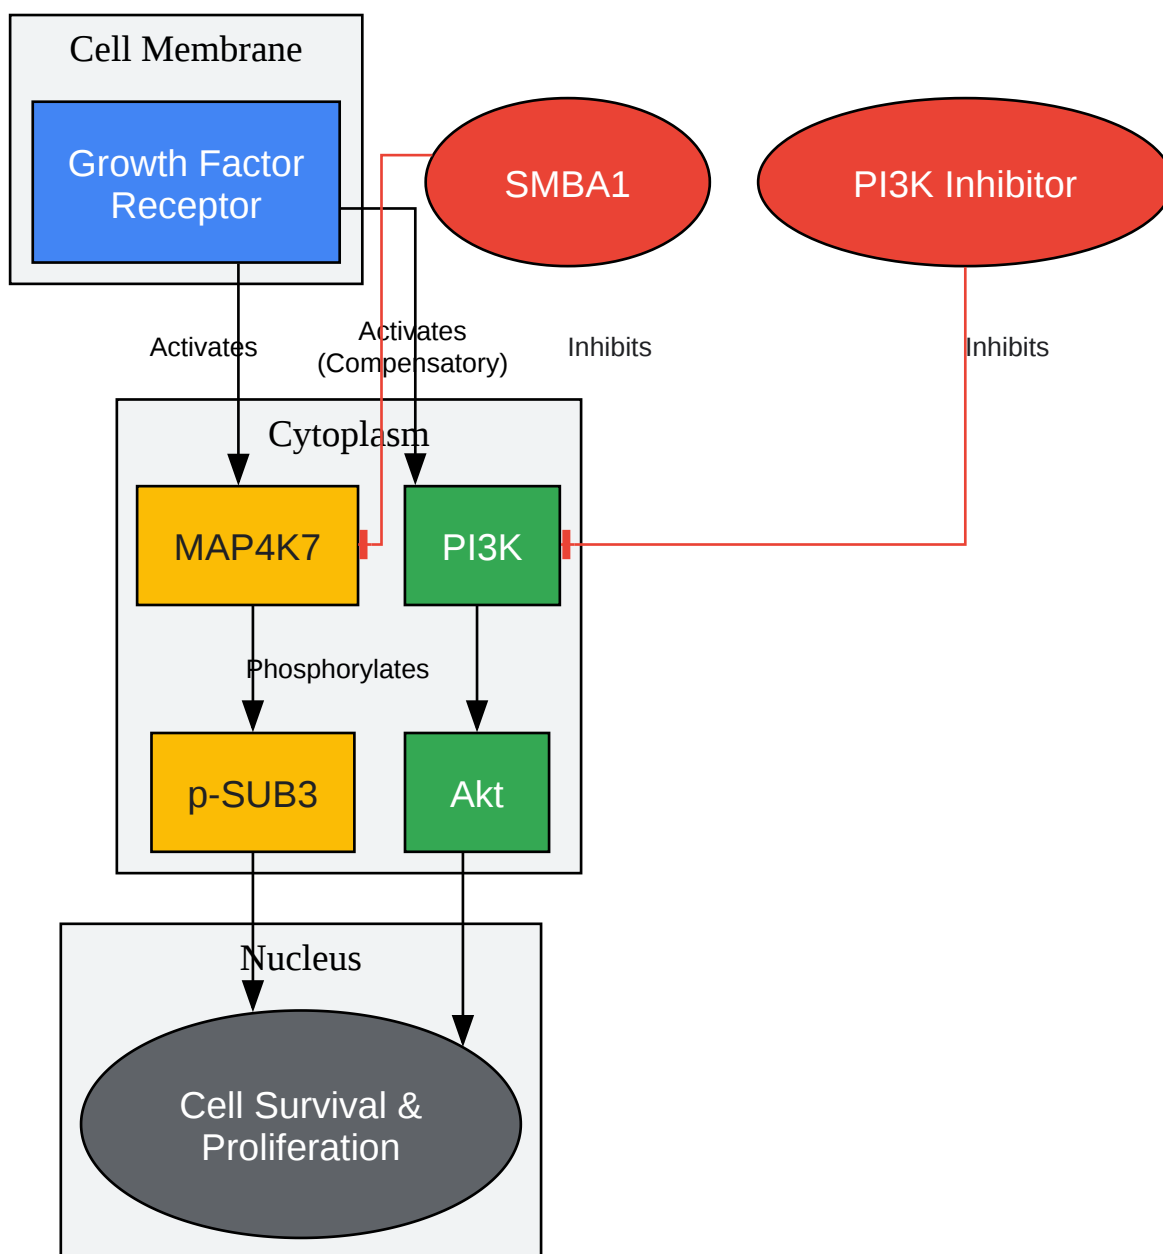 Cell Membrane
Growth Factor
Receptor
SMBA1
PI3K Inhibitor
Activates
Activates
(Compensatory)
Inhibits
Inhibits
Cytoplasm
MAP4K7
PI3K
Phosphorylates
p-SUB3
Akt
Nucleus
Cell Survival &
Proliferation